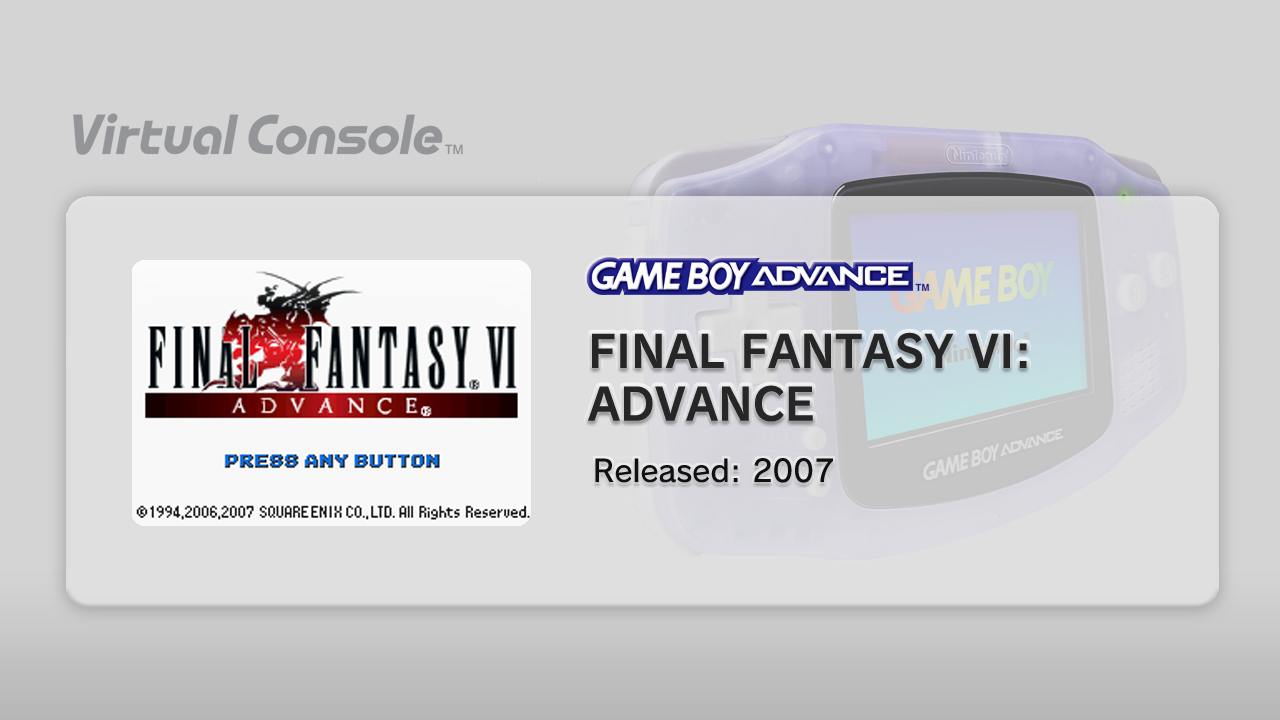 Virtual Console™
Nintendo
GAME BOY ADVANCE™
GAME BOY
FINAL FANTASY VI:
ADVANCE
Released: 2007
FINAL FANTASY® VI
ADVANCE®
PRESS ANY BUTTON
©1994,2006,2007 SQUARE ENIX CO.,LTD. All Rights Reserved.
Nintendo
GAME BOY ADVANCE